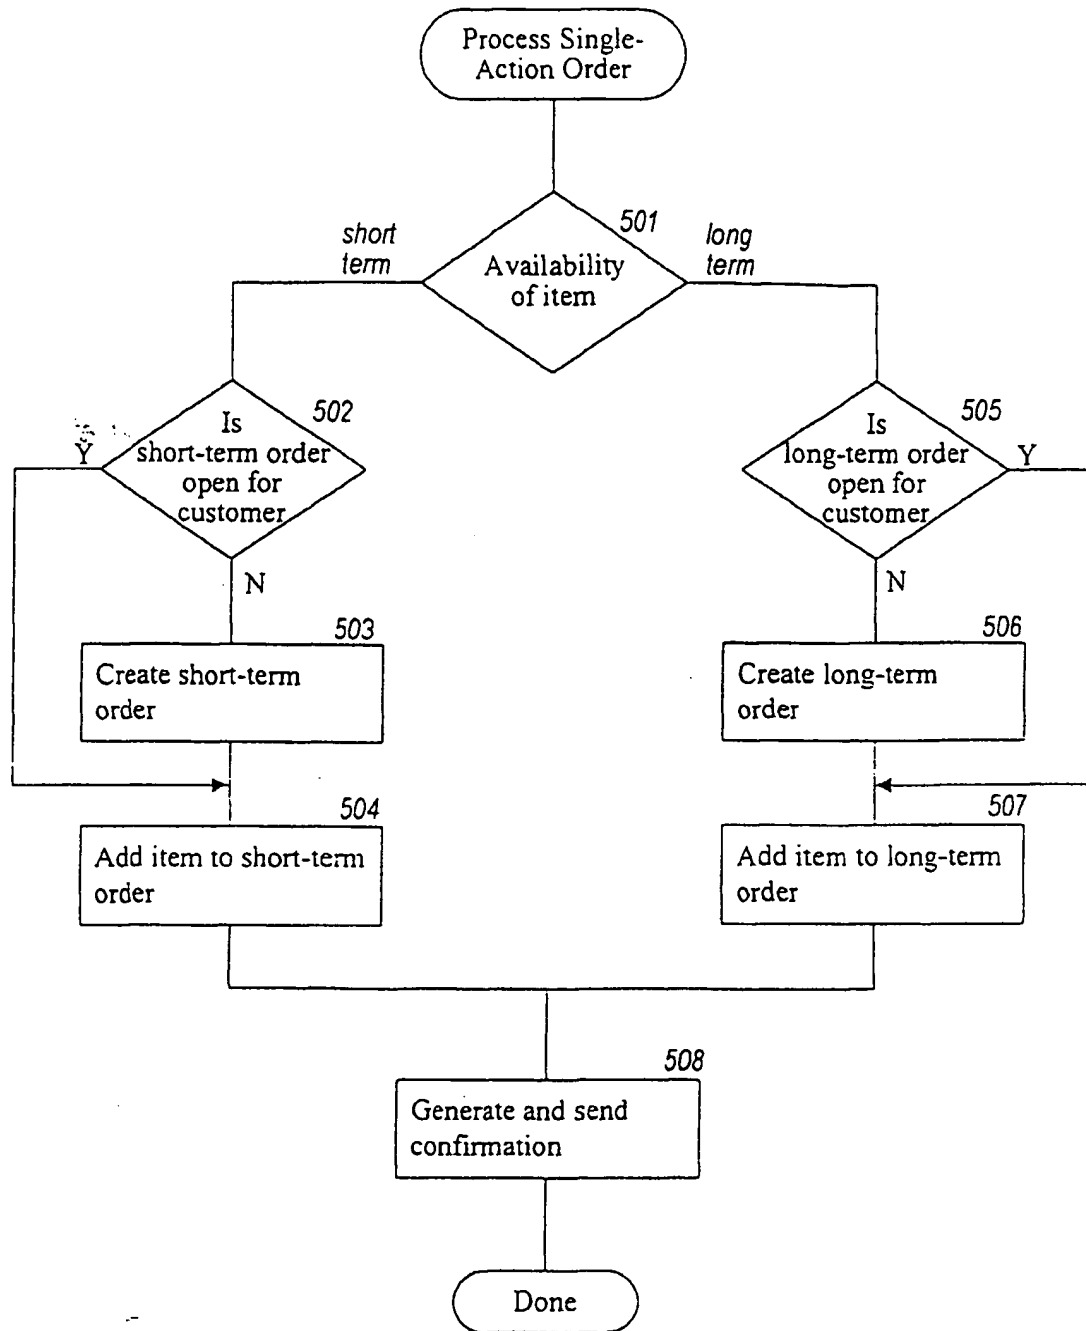 Process Single-
Action Order
501
short
term
long
term
Availability
of item
502
Is
short-term order
open for
customer
Y
N
505
Is
long-term order
open for
customer
Y
N
503
Create short-term
order
506
Create long-term
order
504
Add item to short-term
order
507
Add item to long-term
order
508
Generate and send
confirmation
Done